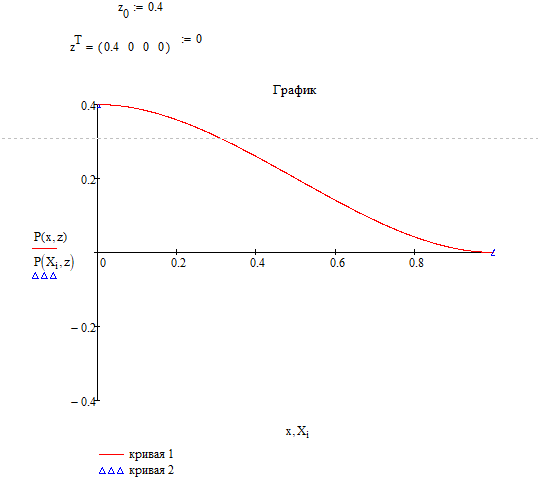 z0 := 0.4
zT = (0.4 0 0 0) := 0
График
0.4
0.2
P(x,z)
P(Xi,z)
0 0.2 0.4 0.6 0.8
−0.2
−0.4
x,Xi
кривая 1
кривая 2